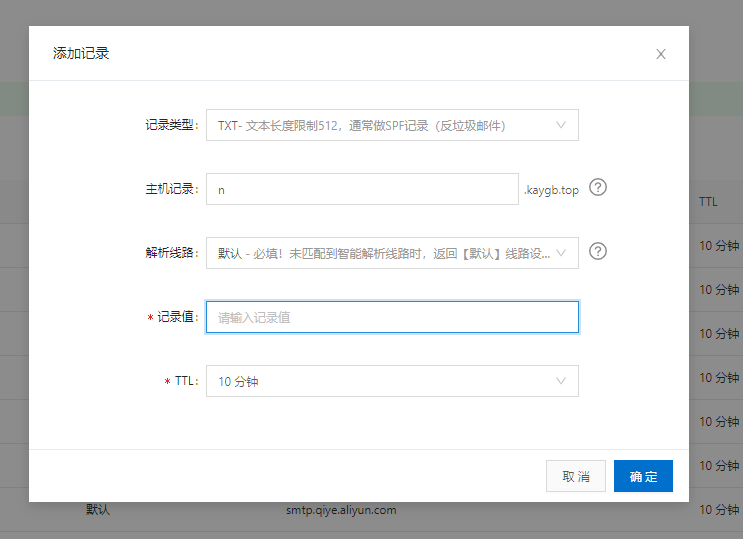 添加记录
记录类型: TXT- 文本长度限制512，通常做SPF记录（反垃圾邮件）
主机记录: n .kaygb.top
TTL
解析线路: 默认 - 必填！未匹配到智能解析线路时，返回【默认】线路设...
10 分钟
10 分钟
* 记录值: 请输入记录值
10 分钟
* TTL: 10 分钟
10 分钟
10 分钟
取消 确定
10 分钟
默认 smtp.qiye.aliyun.com 10 分钟